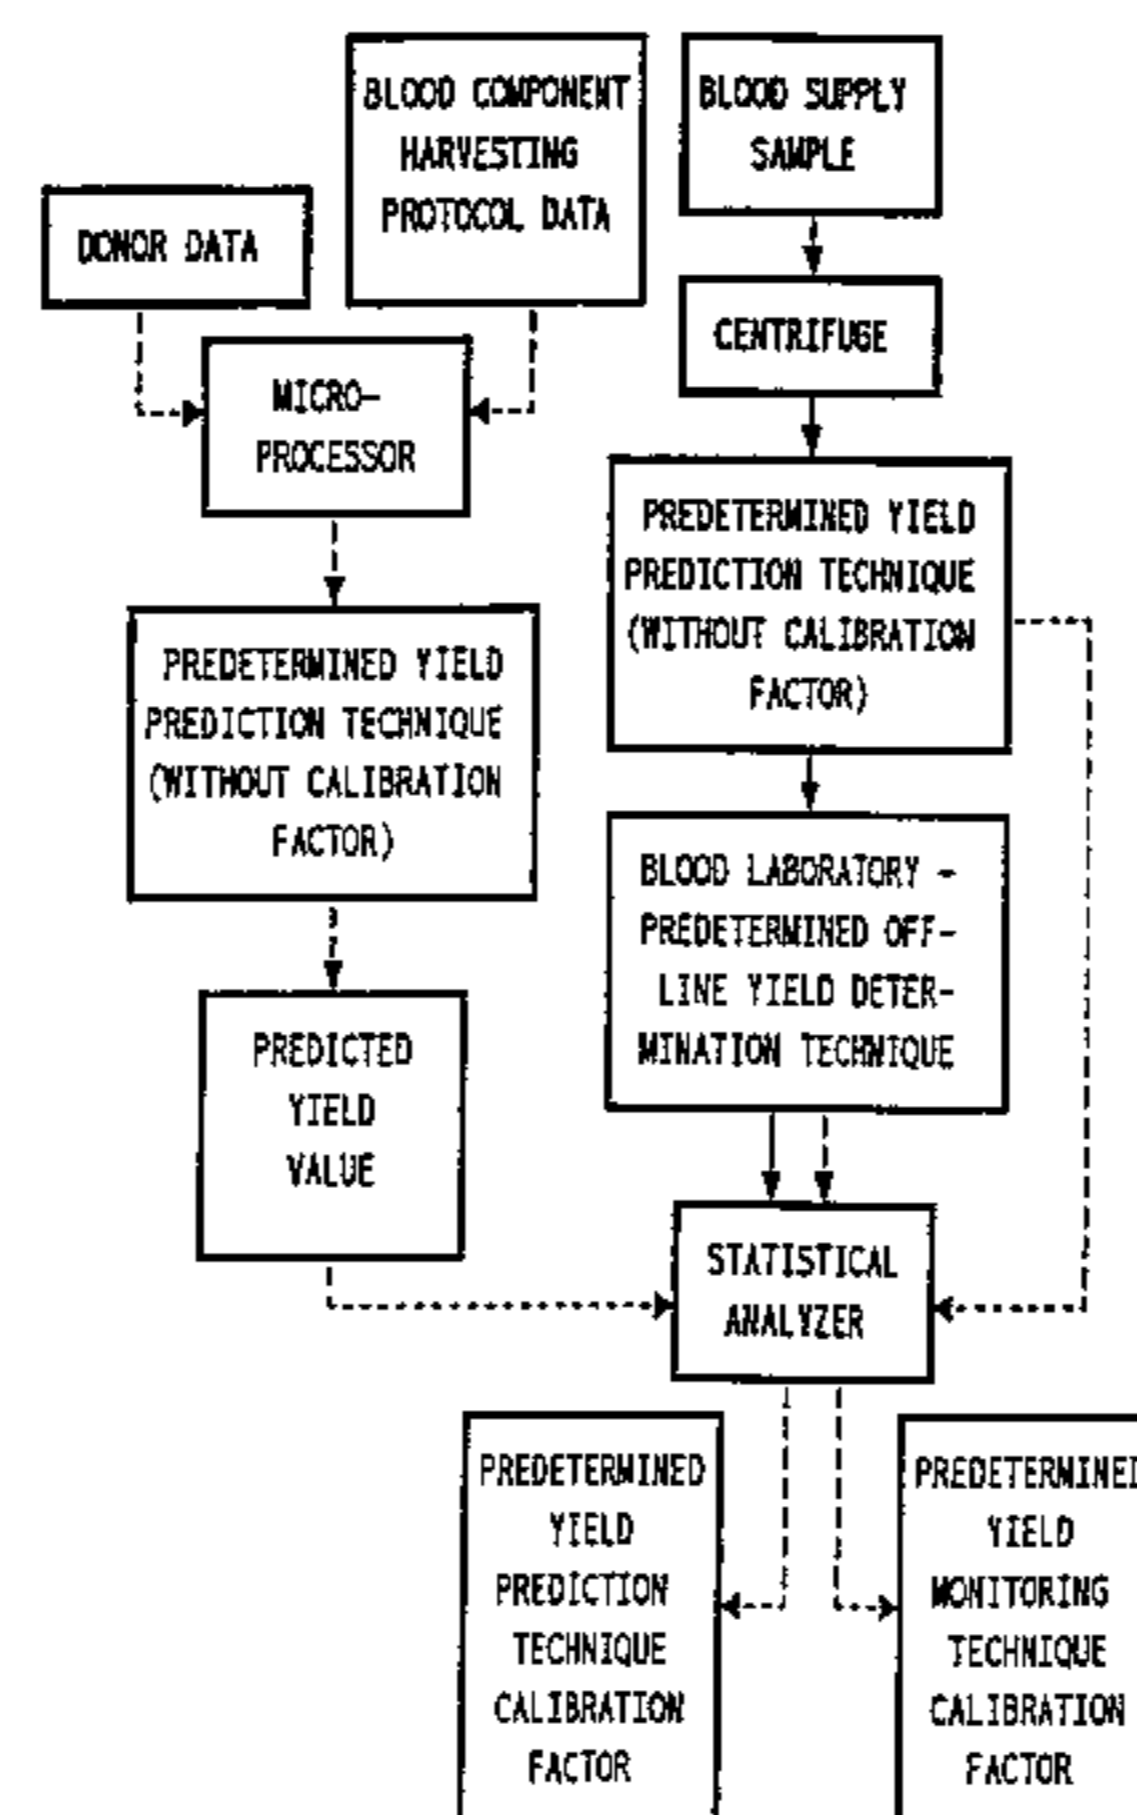 BLOOD COMPONENT
HARVESTING
PROTOCOL DATA
BLOOD SUPPLY
SAMPLE
DONOR DATA
CENTRIFUGE
MICRO-
PROCESSOR
PREDETERMINED YIELD
PREDICTION TECHNIQUE
(WITHOUT CALIBRATION
FACTOR)
PREDETERMINED YIELD
PREDICTION TECHNIQUE
(WITHOUT CALIBRATION
FACTOR)
BLOOD LABORATORY -
PREDETERMINED OFF-
LINE YIELD DETER-
MINATION TECHNIQUE
PREDICTED
YIELD
VALUE
STATISTICAL
ANALYZER
PREDETERMINED
YIELD
PREDICTION
TECHNIQUE
CALIBRATION
FACTOR
PREDETERMINED
YIELD
MONITORING
TECHNIQUE
CALIBRATION
FACTOR